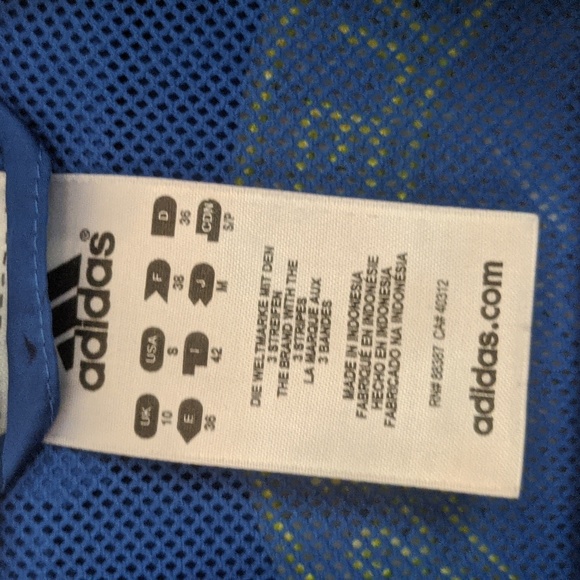 adidas®
UK USA F D
10 S 38 36
E I J CDN
36 42 M S/P
DIE WELTMARKE MIT DEN
3 STREIFEN
THE BRAND WITH THE
3 STRIPES
LA MARQUE AUX
3 BANDES
MADE IN INDONESIA
FABRIQUÉ EN INDONÉSIE
HECHO EN INDONESIA
FABRICADO NA INDONÉSIA
RN# 88387 CA# 40312
adidas.com